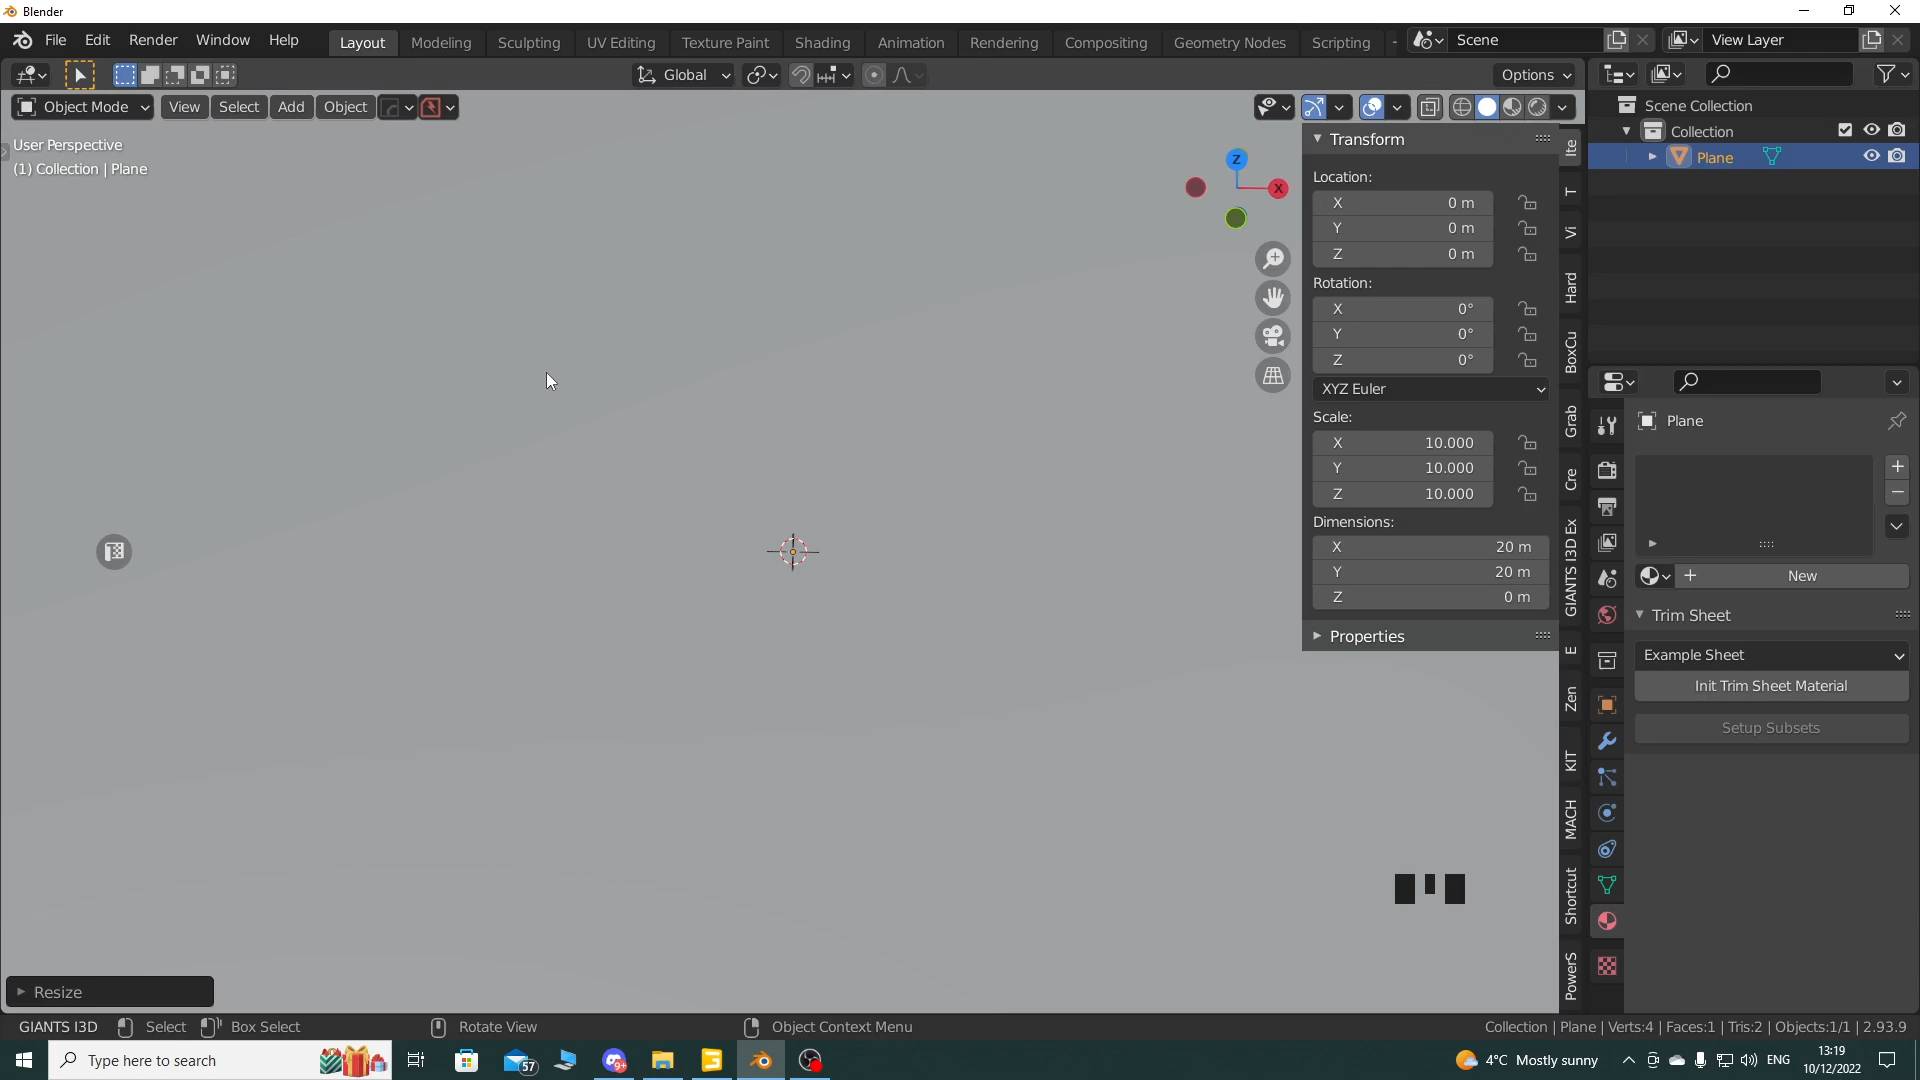 Blender
File Edit Render Window Help Layout Modeling Sculpting UV Editing Texture Paint Shading Animation Rendering Compositing Geometry Nodes Scripting Scene View Layer
Global Options
Object Mode View Select Add Object
User Perspective
(1) Collection | Plane
Z
X
Transform
Location:
X 0 m
Y 0 m
Z 0 m
Rotation:
X 0°
Y 0°
Z 0°
XYZ Euler
Scale:
X 10.000
Y 10.000
Z 10.000
Dimensions:
X 20 m
Y 20 m
Z 0 m
Properties
Ite
T
Vi
Hard
BoxCu
Grab
Cre
GIANTS I3D Ex
E
Zen
KIT
MACH
Shortcut
PowerS
Scene Collection
Collection
Plane
Plane
New
Trim Sheet
Example Sheet
Init Trim Sheet Material
Setup Subsets
Resize
GIANTS I3D Select Box Select Rotate View Object Context Menu Collection | Plane | Verts:4 | Faces:1 | Tris:2 | Objects:1/1 | 2.93.9
Type here to search 57 9+ 4°C Mostly sunny ENG 13:19
10/12/2022